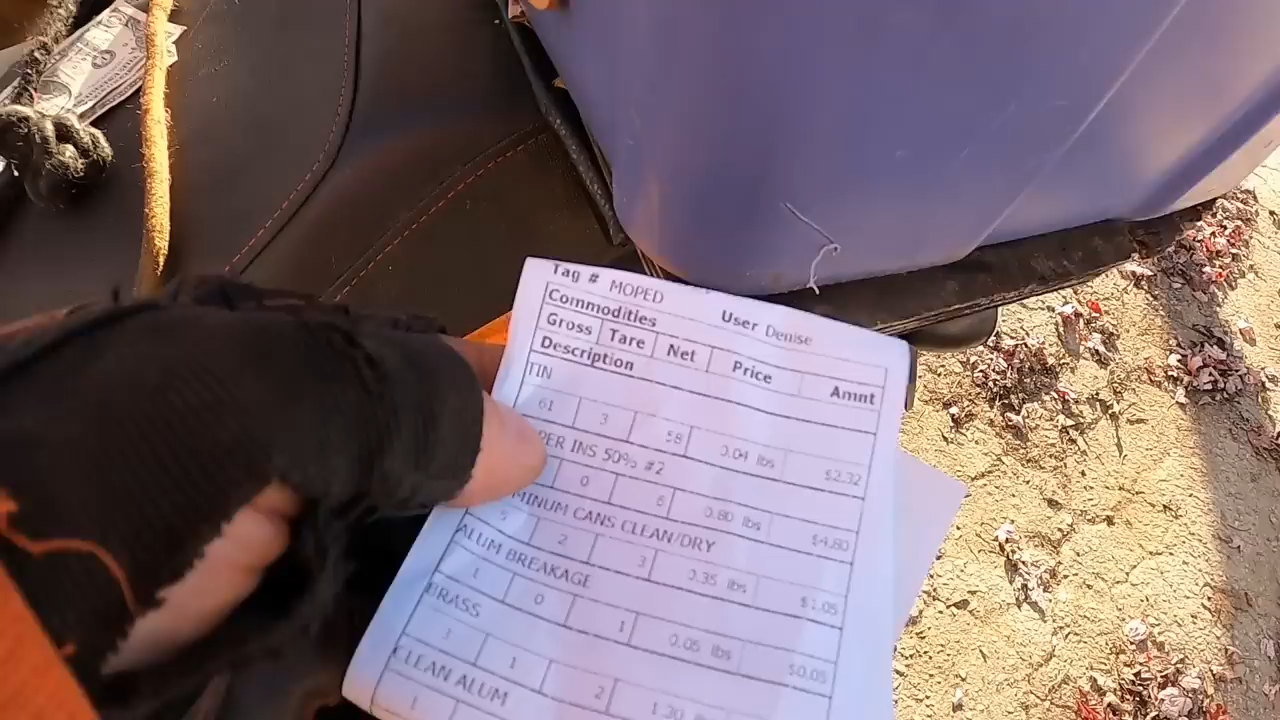 Tag # MOPED User Denise
Commodities
Gross Tare Net Price Amnt
Description
TIN
61 3 58 0.04 lbs $2.32
PER INS 50% #2
0 6 0.80 lbs $4.80
MINUM CANS CLEAN/DRY
5 2 3 0.35 lbs $1.05
ALUM BREAKAGE
1 0 1 0.05 lbs $0.05
BRASS
3 1 2 1.30
CLEAN ALUM
1